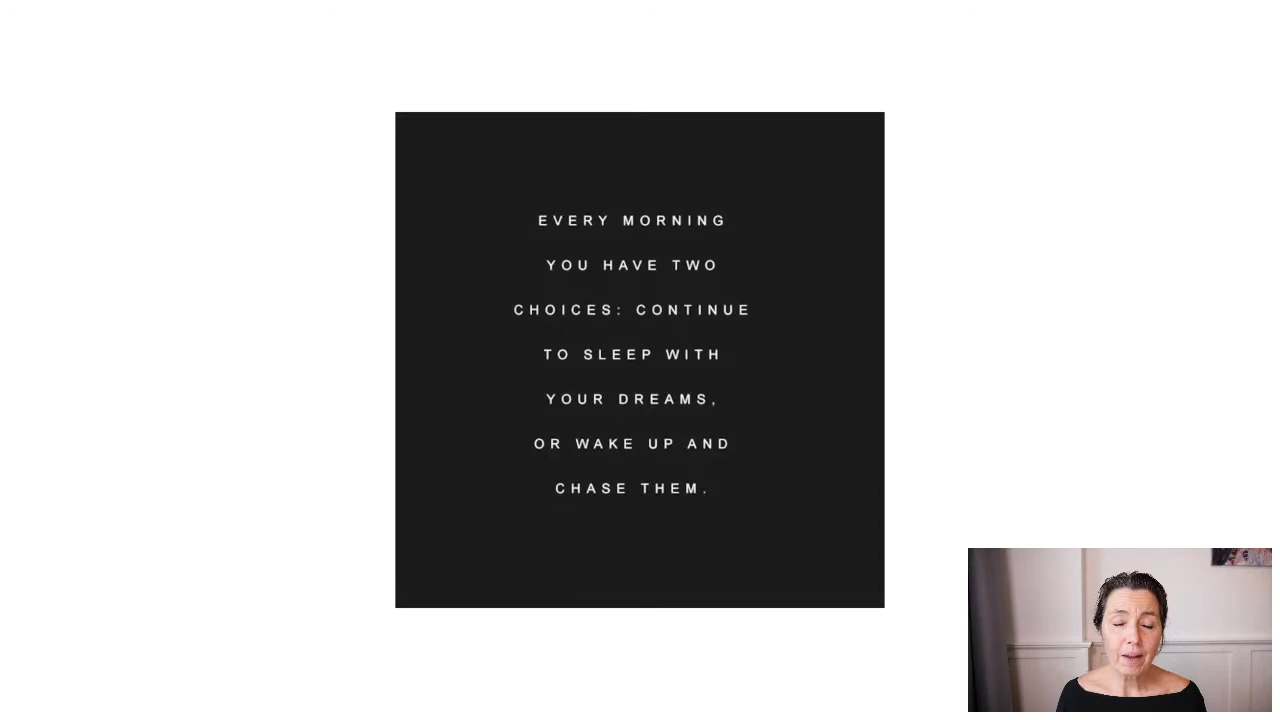 EVERY MORNING
YOU HAVE TWO
CHOICES: CONTINUE
TO SLEEP WITH
YOUR DREAMS,
OR WAKE UP AND
CHASE THEM.